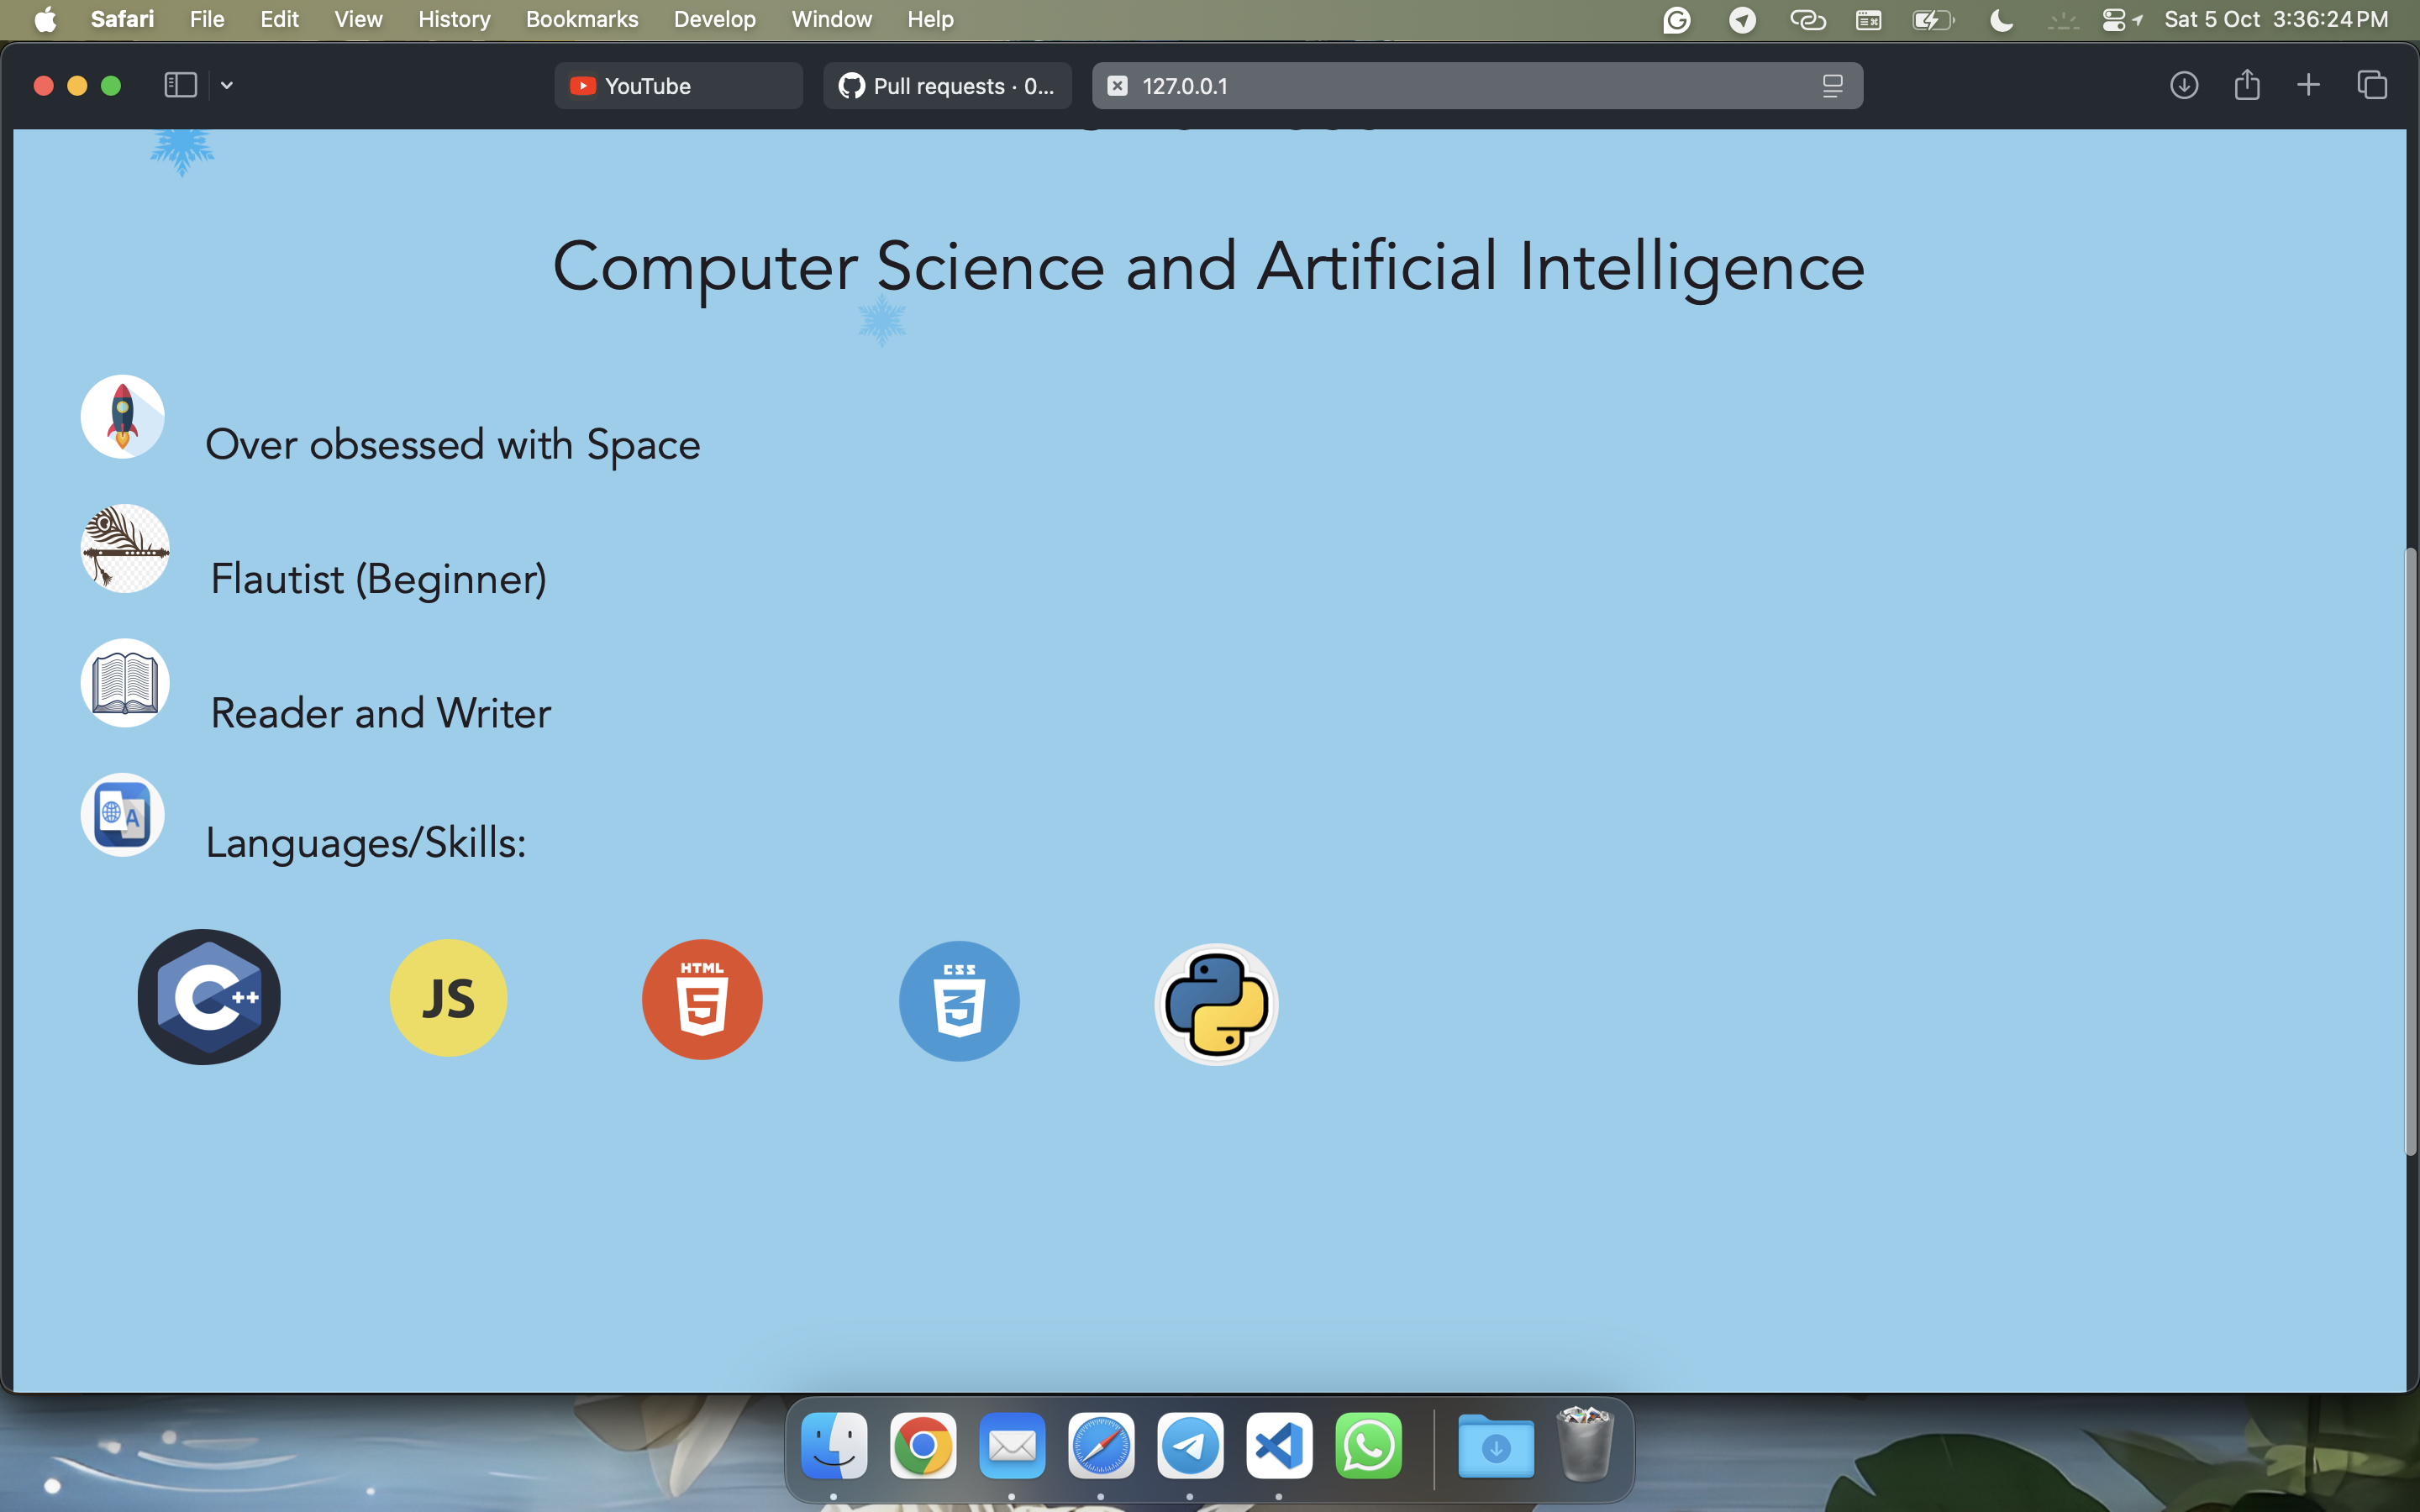 Safari File Edit View History Bookmarks Develop Window Help Sat 5 Oct 3:36:24 PM
YouTube Pull requests · 0... 127.0.0.1
Computer Science and Artificial Intelligence
Over obsessed with Space
Flautist (Beginner)
Reader and Writer
A
Languages/Skills:
C++ JS HTML 5 CSS 3